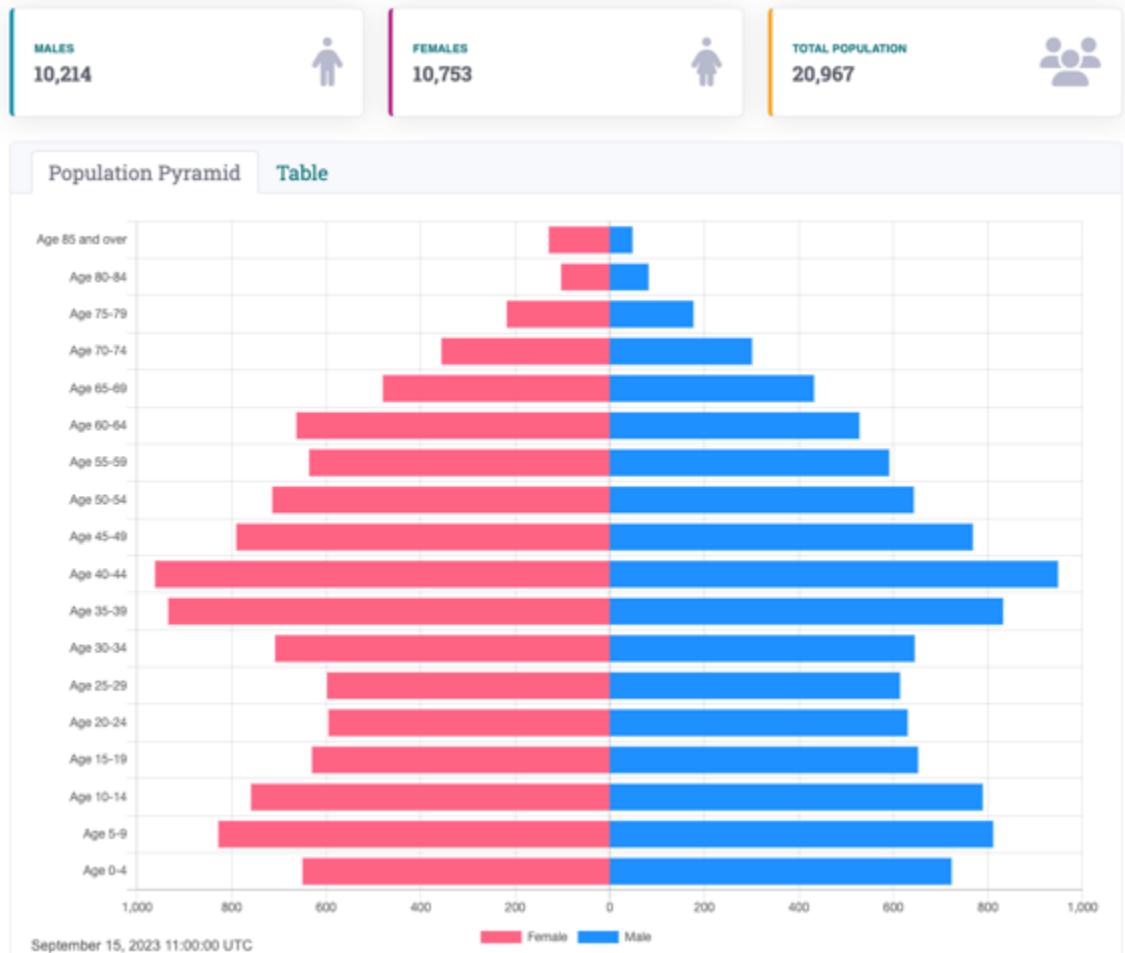 MALES
10,214
FEMALES
10,753
TOTAL POPULATION
20,967
Population Pyramid
Table
Age 85 and over
Age 80-84
Age 75-79
Age 70-74
Age 65-69
Age 60-64
Age 55-59
Age 50-54
Age 45-49
Age 40-44
Age 35-39
Age 30-34
Age 25-29
Age 20-24
Age 15-19
Age 10-14
Age 5-9
Age 0-4
1,000 800 600 400 200 0 200 400 600 800 1,000
Female Male
September 15, 2023 11:00:00 UTC